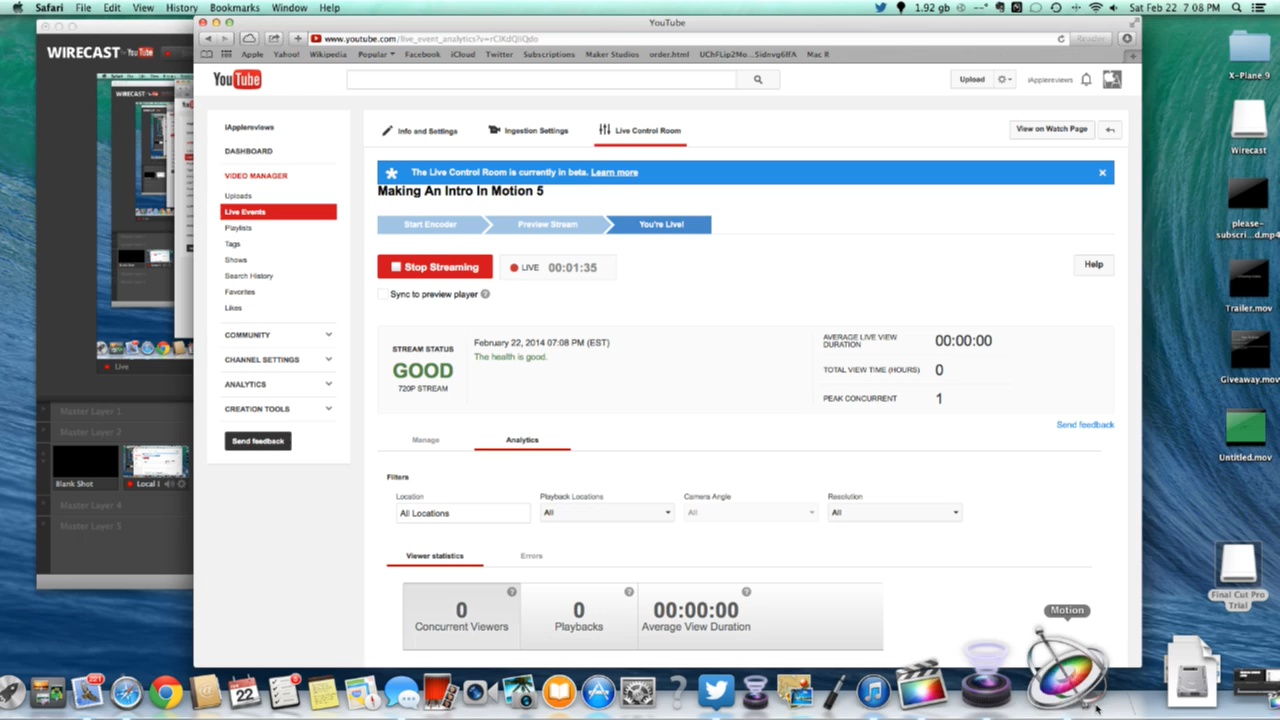 Safari File Edit View History Bookmarks Window Help
1.92 gb
Sat Feb 22 7:08 PM
YouTube
www.youtube.com/live_event_analytics?v=
Reader
Apple Yahoo! Wikipedia Popular Facebook iCloud Twitter Subscriptions Maker Studios order.html Mac R
WIRECAST for YouTube
YouTube
Upload
iApplereviews
iApplereviews
DASHBOARD
VIDEO MANAGER
Uploads
Live Events
Playlists
Tags
Shows
Search History
Favorites
Likes
COMMUNITY
CHANNEL SETTINGS
ANALYTICS
CREATION TOOLS
Send feedback
Info and Settings
Ingestion Settings
Live Control Room
View on Watch Page
The Live Control Room is currently in beta. Learn more
Making An Intro In Motion 5
Start Encoder
Preview Stream
You're Live!
Stop Streaming
LIVE 00:01:35
Help
Sync to preview player
STREAM STATUS
GOOD
720P STREAM
February 22, 2014 07:08 PM (EST)
The health is good.
AVERAGE LIVE VIEW DURATION 00:00:00
TOTAL VIEW TIME (HOURS) 0
PEAK CONCURRENT 1
Send feedback
Manage
Analytics
Filters
Location
All Locations
Playback Locations
All
Camera Angle
All
Resolution
All
Viewer statistics
Errors
0
Concurrent Viewers
0
Playbacks
00:00:00
Average View Duration
Live
Master Layer 1
Master Layer 2
Blank Shot
Local
Master Layer 4
Master Layer 5
X-Plane 9
Wirecast
please-
subscri...d.mp4
Trailer.mov
Giveaway.mov
Untitled.mov
Final Cut Pro
Trial
Motion
221
22